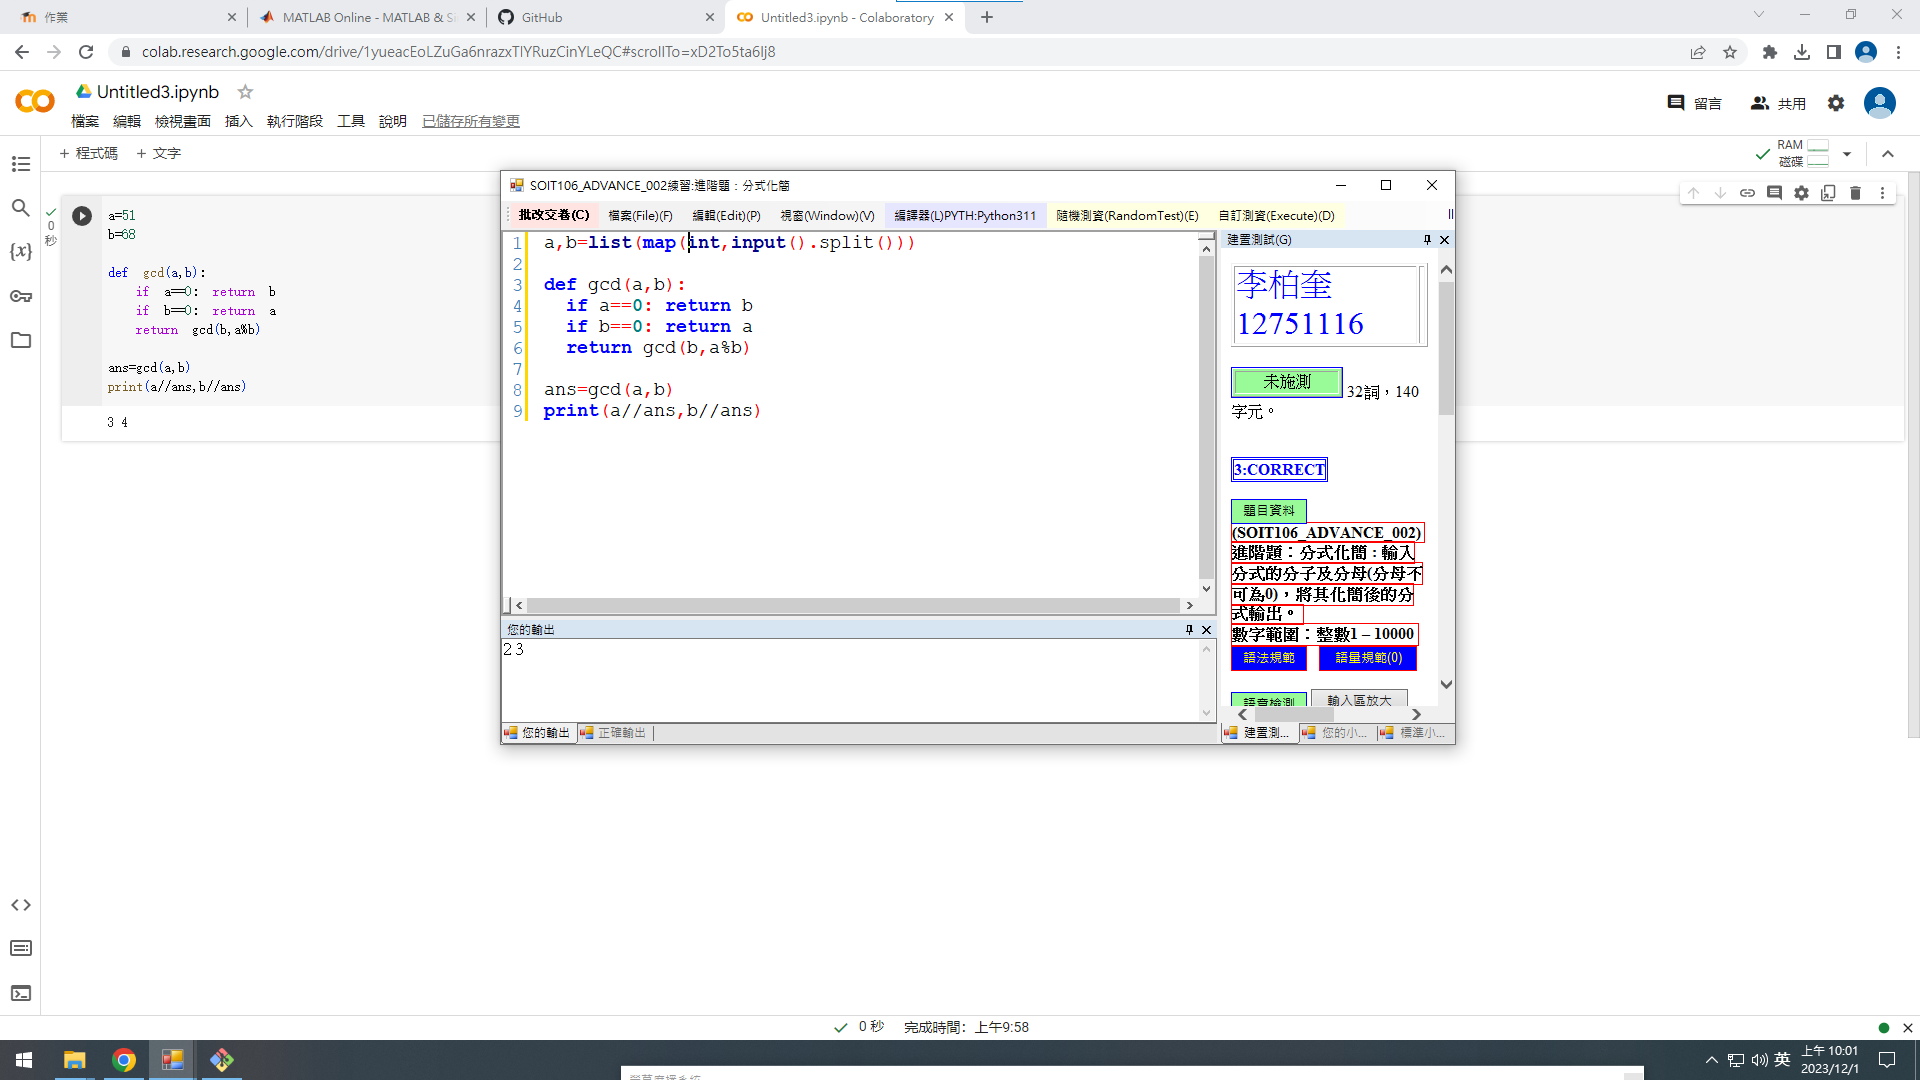 作業
MATLAB Online - MATLAB & Si
GitHub
Untitled3.ipynb - Colaboratory
colab.research.google.com/drive/1yueacEoLZuGa6nrazxTlYRuzCinYLeQC#scrollTo=xD2To5ta6lj8
Untitled3.ipynb
檔案 編輯 檢視畫面 插入 執行階段 工具 說明 已儲存所有變更
留言
共用
+ 程式碼 + 文字
RAM
磁碟
0
秒
a=51
b=68
def gcd(a,b):
if a==0: return b
if b==0: return a
return gcd(b,a%b)
ans=gcd(a,b)
print(a//ans,b//ans)
3 4
SOIT106_ADVANCE_002練習:進階題：分式化簡
批改交卷(C) 檔案(File)(F) 編輯(Edit)(P) 視窗(Window)(V) 編譯器(L)PYTH:Python311 隨機測資(RandomTest)(E) 自訂測資(Execute)(D)
1 a,b=list(map(int,input().split()))
2
3 def gcd(a,b):
4 if a==0: return b
5 if b==0: return a
6 return gcd(b,a%b)
7
8 ans=gcd(a,b)
9 print(a//ans,b//ans)
您的輸出
2 3
您的輸出 正確輸出
建置測試(G)
李柏奎
12751116
未施測 32詞，140
字元。
3:CORRECT
題目資料
(SOIT106_ADVANCE_002)
進階題：分式化簡：輸入
分式的分子及分母(分母不
可為0)，將其化簡後的分
式輸出。
數字範圍：整數1 – 10000
語法規範 語量規範(0)
語意檢測 輸入區放大
建置測... 您的小... 標準小...
0 秒 完成時間：上午9:58
英
上午 10:01
2023/12/1